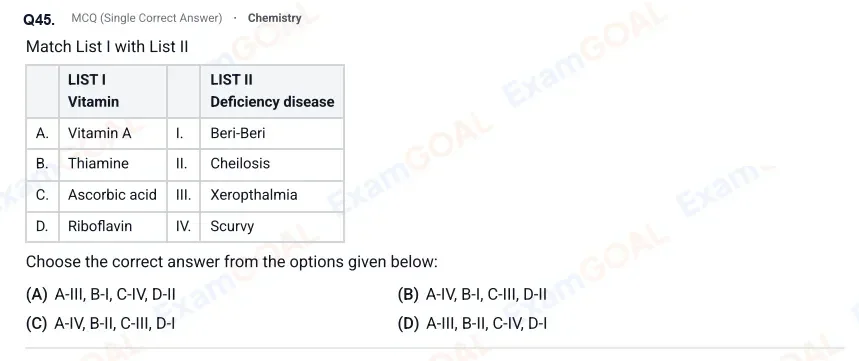 Q45. MCQ (Single Correct Answer) · Chemistry
Match List I with List II
LIST I
Vitamin
LIST II
Deficiency disease
A. Vitamin A I. Beri-Beri
B. Thiamine II. Cheilosis
C. Ascorbic acid III. Xeropthalmia
D. Riboflavin IV. Scurvy
Choose the correct answer from the options given below:
(A) A-III, B-I, C-IV, D-II (B) A-IV, B-I, C-III, D-II
(C) A-IV, B-II, C-III, D-I (D) A-III, B-II, C-IV, D-I
ExamGOAL